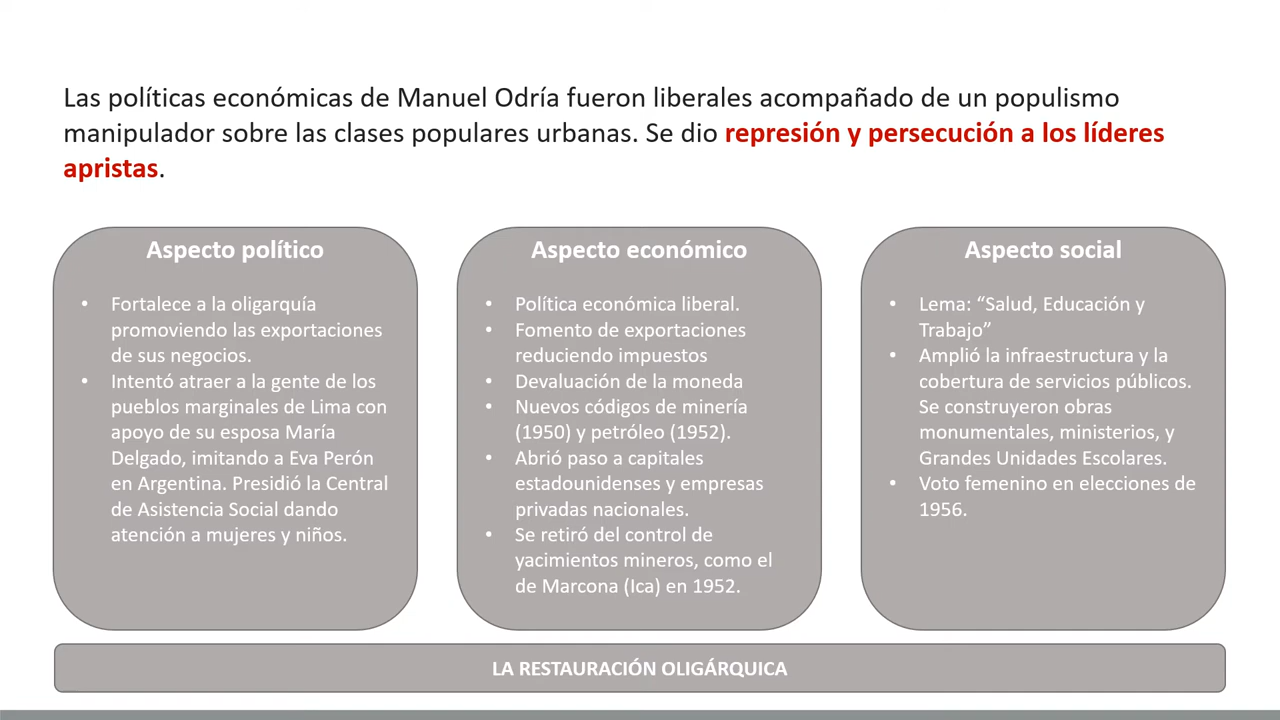 Las políticas económicas de Manuel Odría fueron liberales acompañado de un populismo
manipulador sobre las clases populares urbanas. Se dio represión y persecución a los líderes
apristas.
Aspecto político
• Fortalece a la oligarquía
promoviendo las exportaciones
de sus negocios.
• Intentó atraer a la gente de los
pueblos marginales de Lima con
apoyo de su esposa María
Delgado, imitando a Eva Perón
en Argentina. Presidió la Central
de Asistencia Social dando
atención a mujeres y niños.
Aspecto económico
• Política económica liberal.
• Fomento de exportaciones
reduciendo impuestos
• Devaluación de la moneda
• Nuevos códigos de minería
(1950) y petróleo (1952).
• Abrió paso a capitales
estadounidenses y empresas
privadas nacionales.
• Se retiró del control de
yacimientos mineros, como el
de Marcona (Ica) en 1952.
Aspecto social
• Lema: “Salud, Educación y
Trabajo”
• Amplió la infraestructura y la
cobertura de servicios públicos.
Se construyeron obras
monumentales, ministerios, y
Grandes Unidades Escolares.
• Voto femenino en elecciones de
1956.
LA RESTAURACIÓN OLIGÁRQUICA